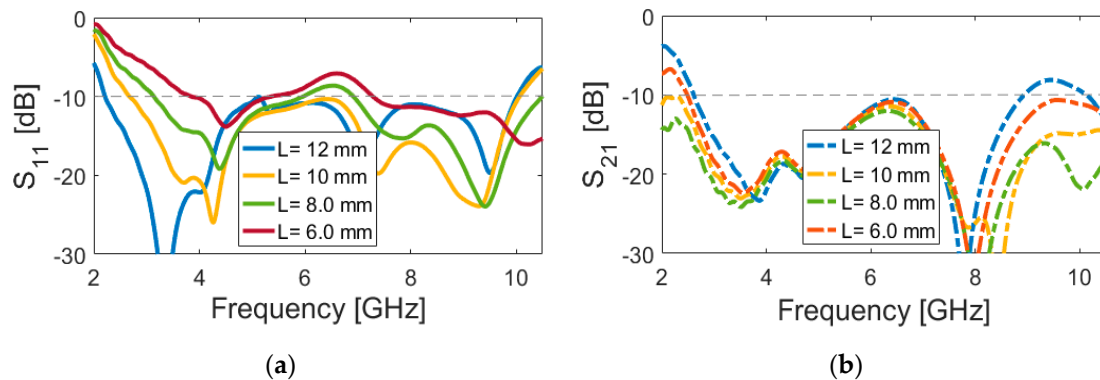 0
-10
-20
-30
S11 [dB]
L= 12 mm
L= 10 mm
L= 8.0 mm
L= 6.0 mm
2
4
6
8
10
Frequency [GHz]
(a)
0
-10
-20
-30
S21 [dB]
L= 12 mm
L= 10 mm
L= 8.0 mm
L= 6.0 mm
2
4
6
8
10
Frequency [GHz]
(b)